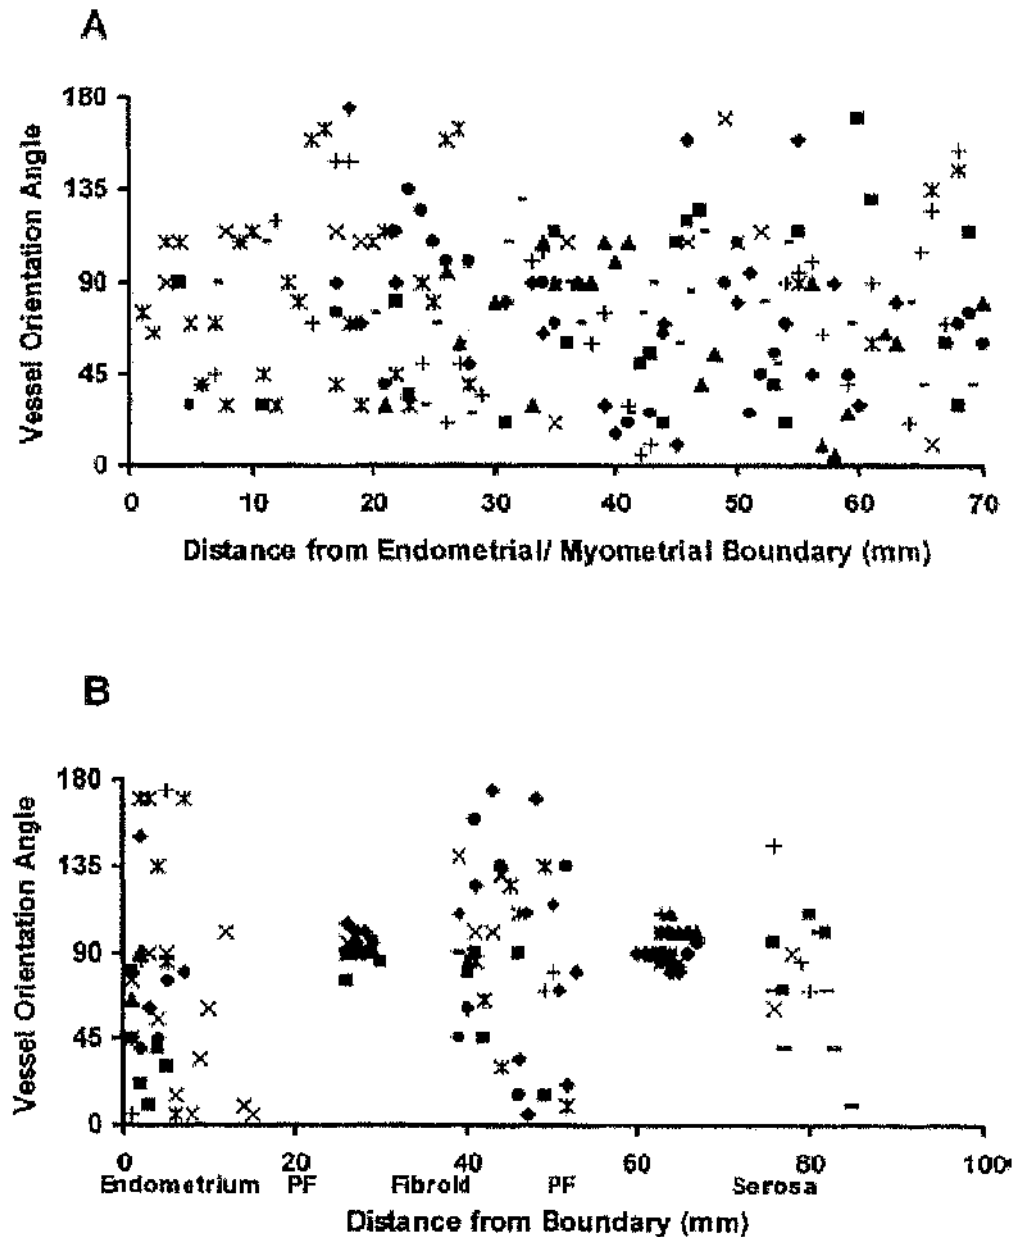 A
Vessel Orientation Angle
180
135
90
45
0
0 10 20 30 40 50 60 70
Distance from Endometrial/ Myometrial Boundary (mm)
B
Vessel Orientation Angle
180
135
90
45
0
0 20 40 60 80 100
Endometrium PF Fibroid PF Serosa
Distance from Boundary (mm)